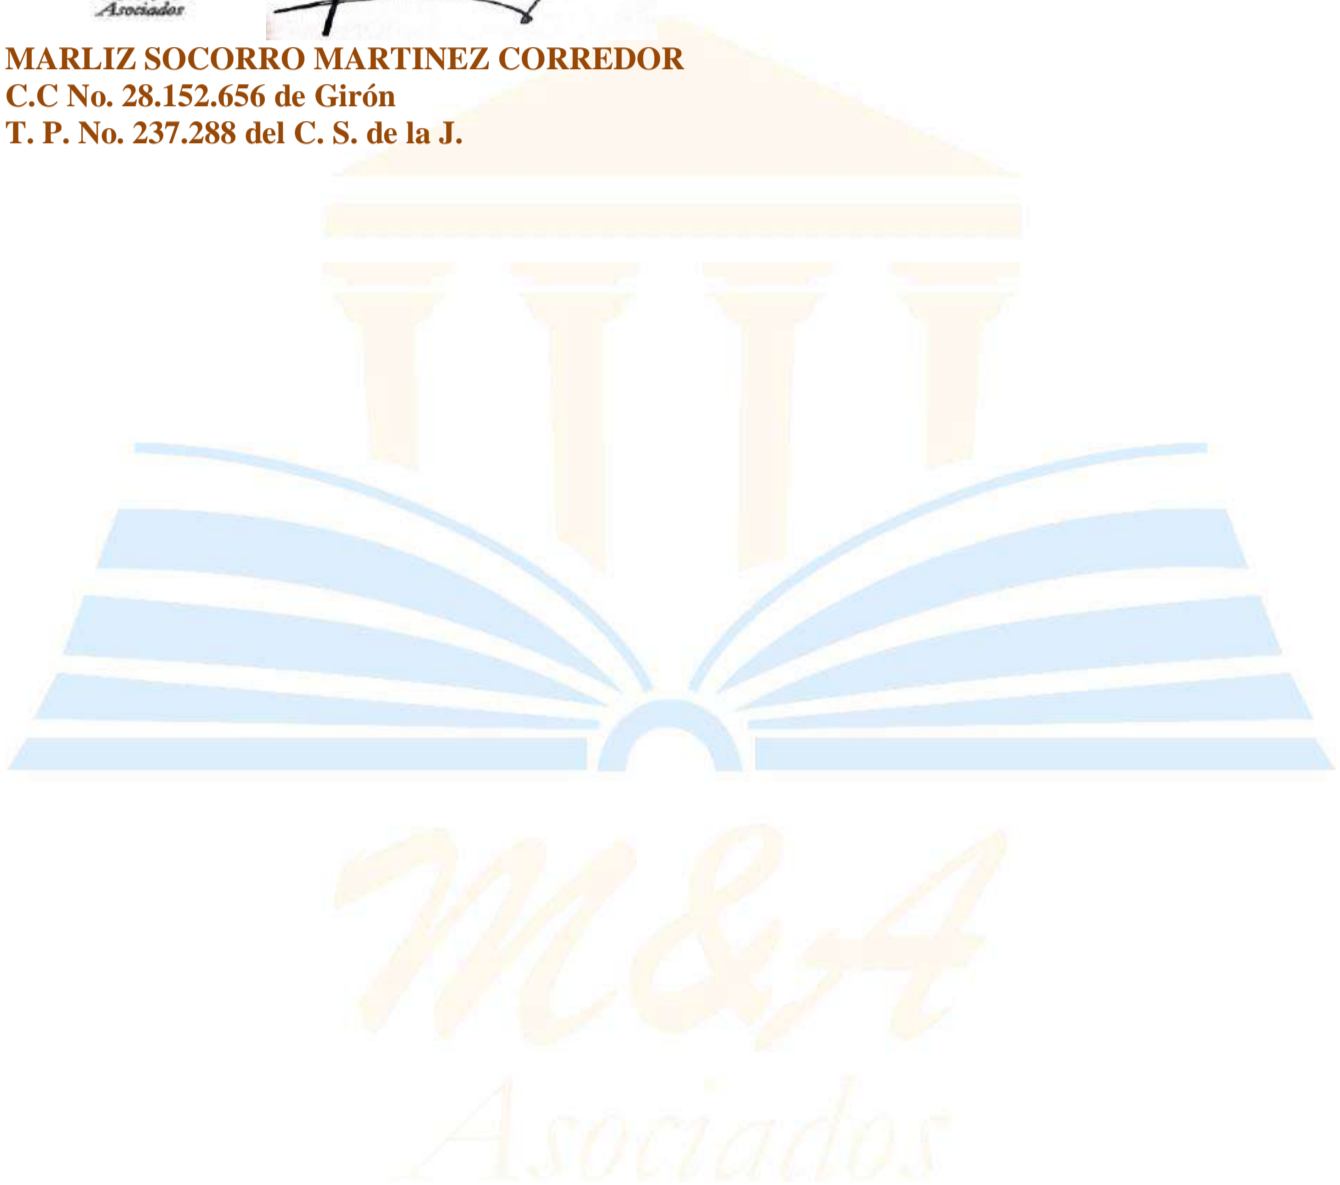 Asociados
MARLIZ SOCORRO MARTINEZ CORREDOR
C.C No. 28.152.656 de Girón
T. P. No. 237.288 del C. S. de la J.
M&A
Asociados